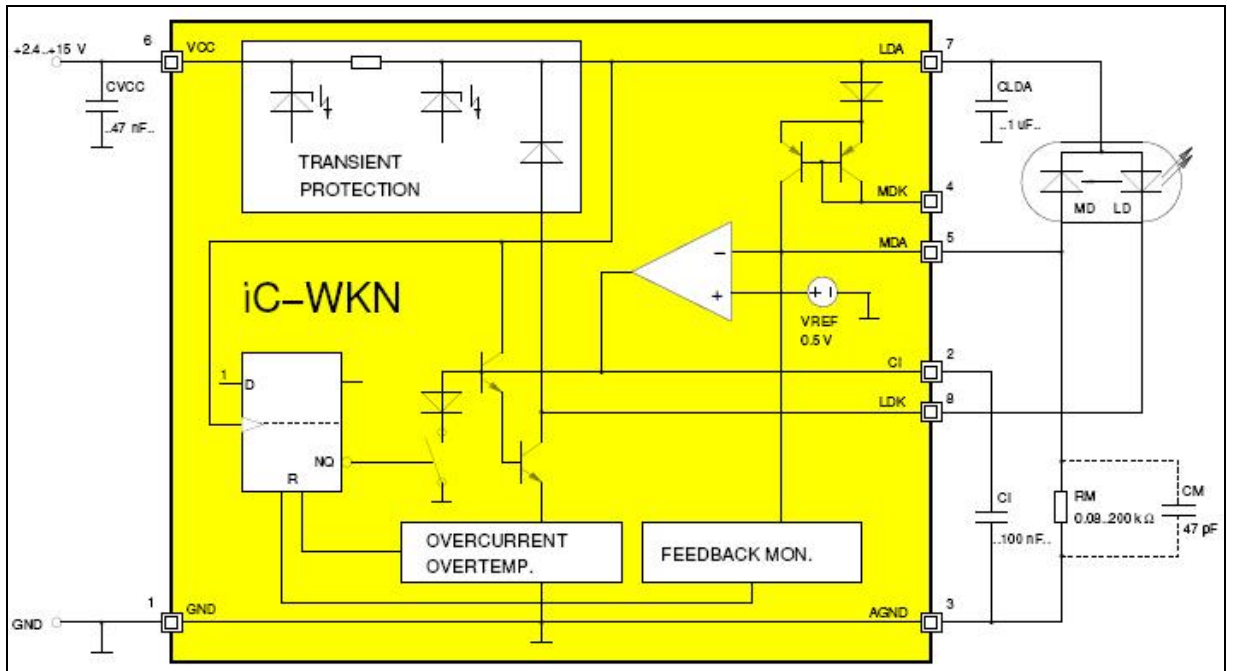 +2.4..+15 V
6
VCC
LDA
7
CVCC
..47 nF..
TRANSIENT
PROTECTION
CLDA
..1 uF..
MDK
4
MD
LD
MDA
5
iC–WKN
–
+
+ –
VREF
0.5 V
CI
2
1
D
LDK
8
NQ
R
CI
..100 nF..
RM
0.08..200 kΩ
CM
47 pF
OVERCURRENT
OVERTEMP.
FEEDBACK MON.
GND
1
GND
AGND
3